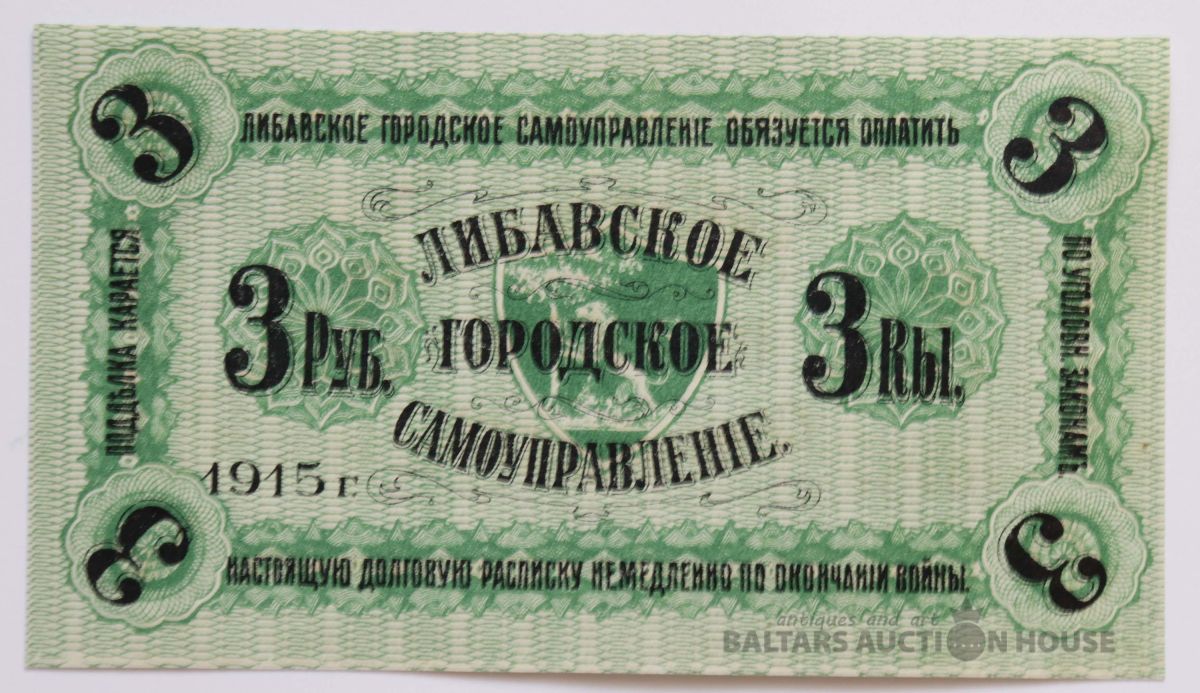 3
3
ЛИБАВСКОЕ ГОРОДСКОЕ САМОУПРАВЛЕНІЕ ОБЯЗУЕТСЯ ОПЛАТИТЬ
ПОДДѢЛКА КАРАЕТСЯ
ПО УГОЛОВН. ЗАКОНАМЪ.
ЛИБАВСКОЕ
ГОРОДСКОЕ
САМОУПРАВЛЕНІЕ.
3 РУБ.
3 RЫ.
1915 г.
НАСТОЯЩУЮ ДОЛГОВУЮ РАСПИСКУ НЕМЕДЛЕННО ПО ОКОНЧАНІИ ВОЙНЫ.
3
3
antiques and art
BALTARS AUCTION HOUSE